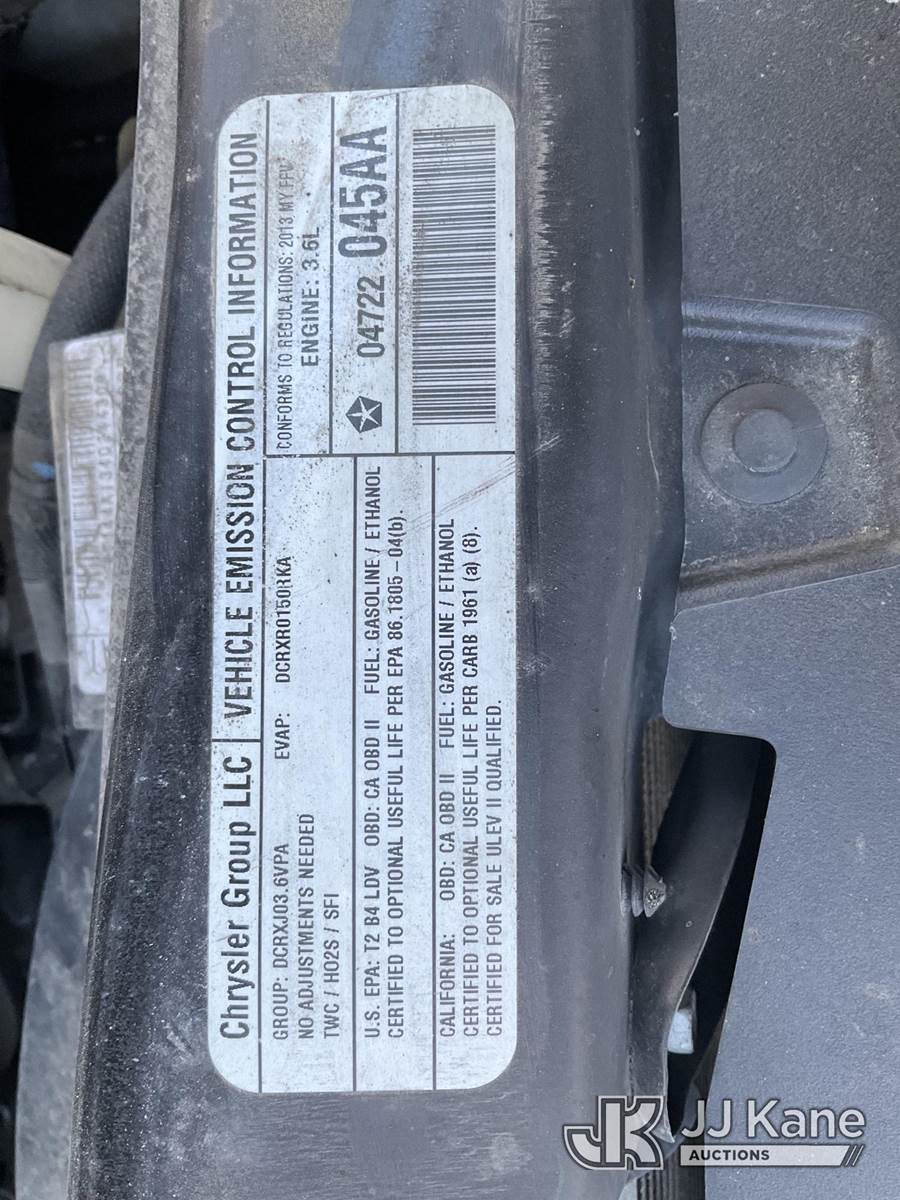 Chrysler Group LLC VEHICLE EMISSION CONTROL INFORMATION
GROUP: DCRXJ03.6VPA EVAP: DCRXR0150RKA
NO ADJUSTMENTS NEEDED
TWC / HO2S / SFI
CONFORMS TO REGULATIONS: 2013 MY FFV
ENGINE: 3.6L
04722 045AA
U.S. EPA: T2 B4 LDV OBD: CA OBD II FUEL: GASOLINE / ETHANOL
CERTIFIED TO OPTIONAL USEFUL LIFE PER EPA 86.1805-04(b).
CALIFORNIA: OBD: CA OBD II FUEL: GASOLINE / ETHANOL
CERTIFIED TO OPTIONAL USEFUL LIFE PER CARB 1961 (a) (8).
CERTIFIED FOR SALE ULEV II QUALIFIED.
JK JJ Kane
AUCTIONS